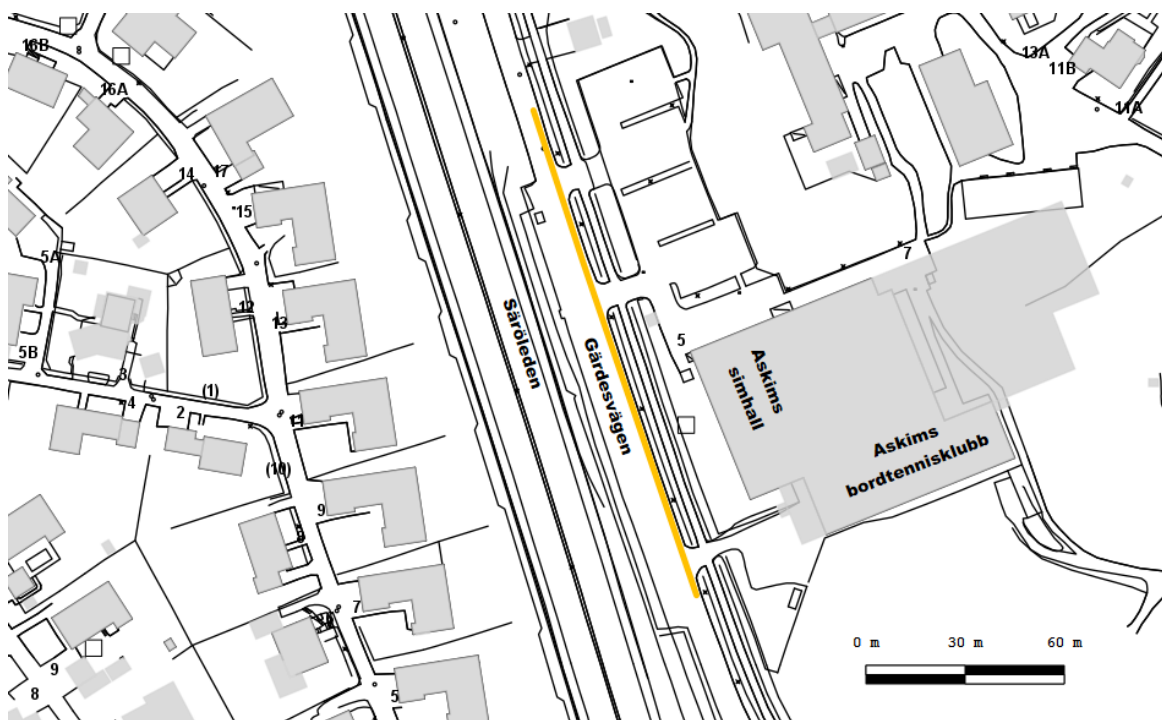 16B
16A
13A
11B
11A
14
17
15
5A
7
12
13
Säröleden
Gärdesvägen
5
Askims
simhall
5B
3
(1)
4
2
11
Askims
bordtennisklubb
(10)
9
8
7
9
8
5
0 m
30 m
60 m